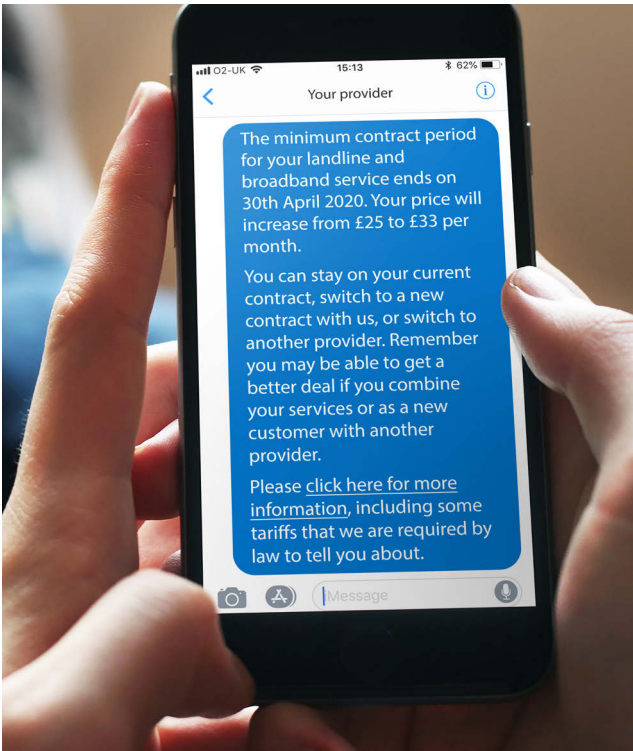 O2-UK 15:13 62%
Your provider
The minimum contract period
for your landline and
broadband service ends on
30th April 2020. Your price will
increase from £25 to £33 per
month.
You can stay on your current
contract, switch to a new
contract with us, or switch to
another provider. Remember
you may be able to get a
better deal if you combine
your services or as a new
customer with another
provider.
Please click here for more
information, including some
tariffs that we are required by
law to tell you about.
iMessage